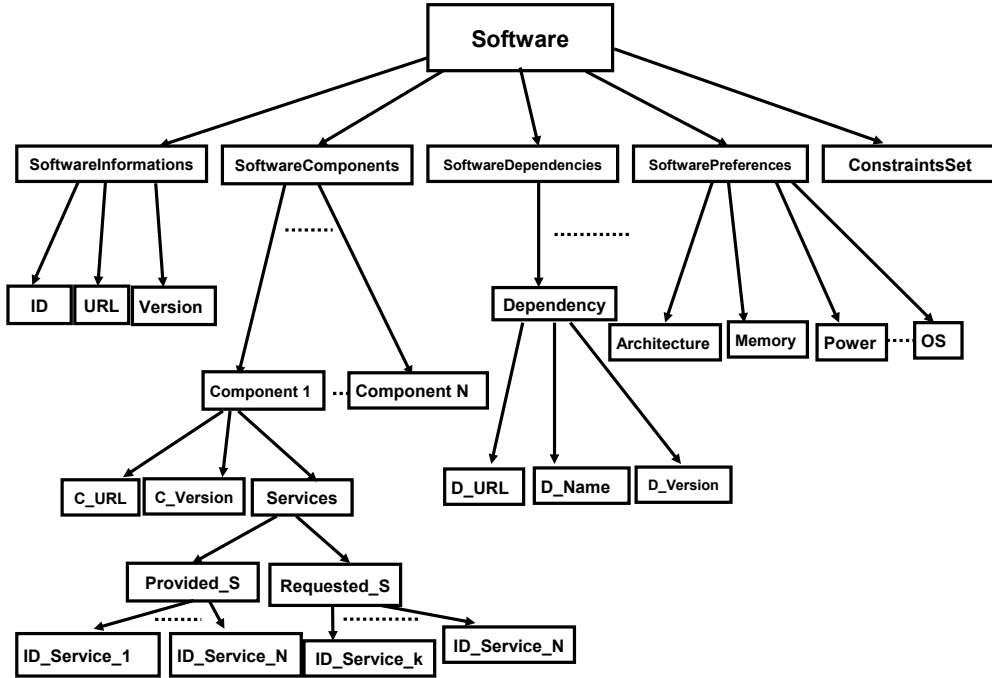 Software
SoftwareInformations
SoftwareComponents
SoftwareDependencies
SoftwarePreferences
ConstraintsSet
ID
URL
Version
Dependency
Architecture
Memory
Power
OS
Component 1
Component N
C_URL
C_Version
Services
D_URL
D_Name
D_Version
Provided_S
Requested_S
ID_Service_1
ID_Service_N
ID_Service_k
ID_Service_N